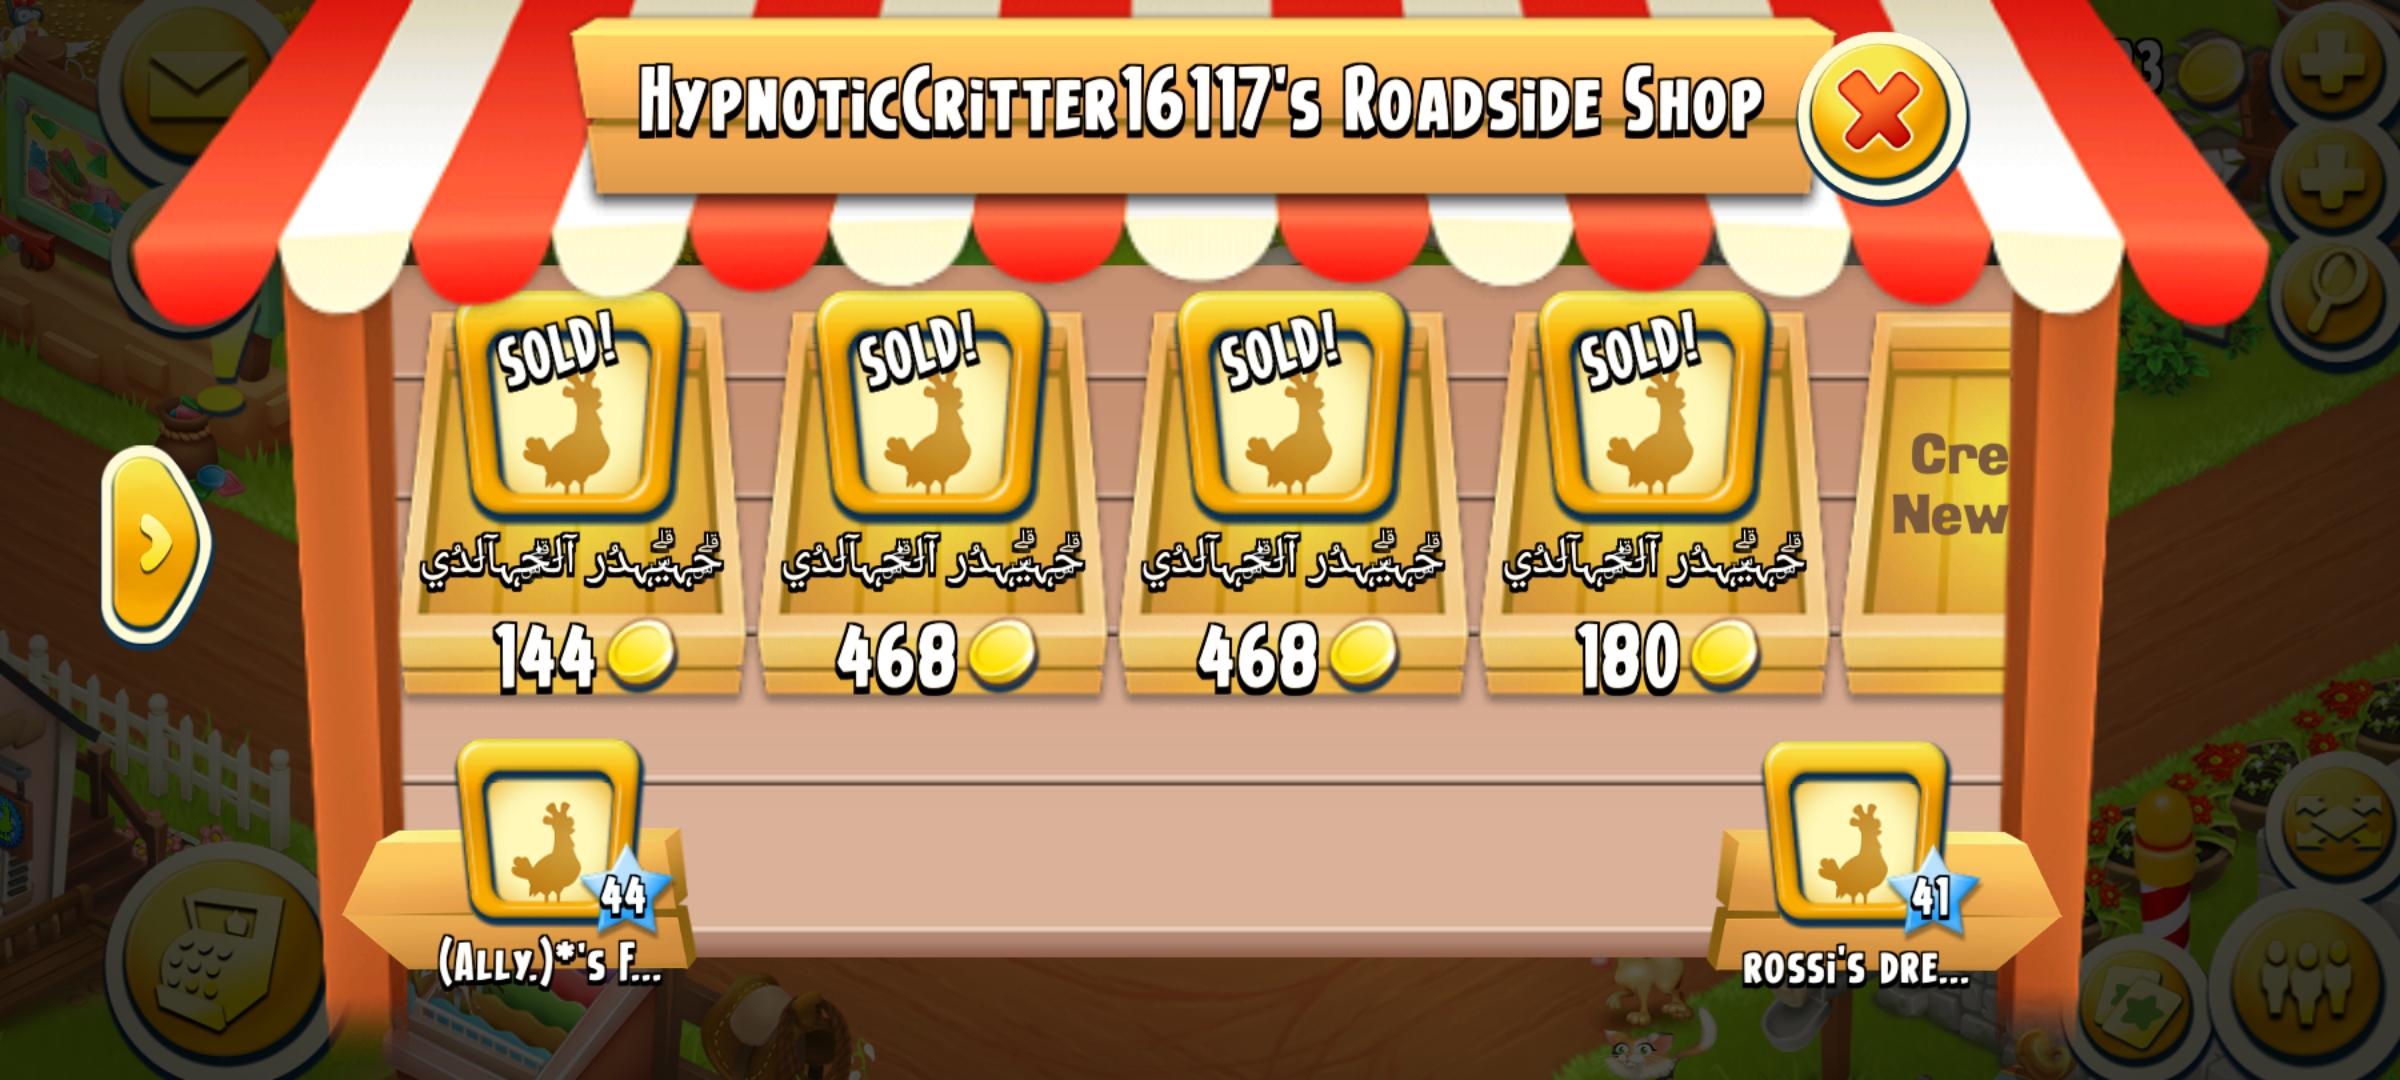 HypnoticCritter16117's Roadside Shop
SOLD! SOLD! SOLD! SOLD!
Cre
New
144 468 468 180
44 41
(Ally.)*'s F... ROSSi'S DRE...